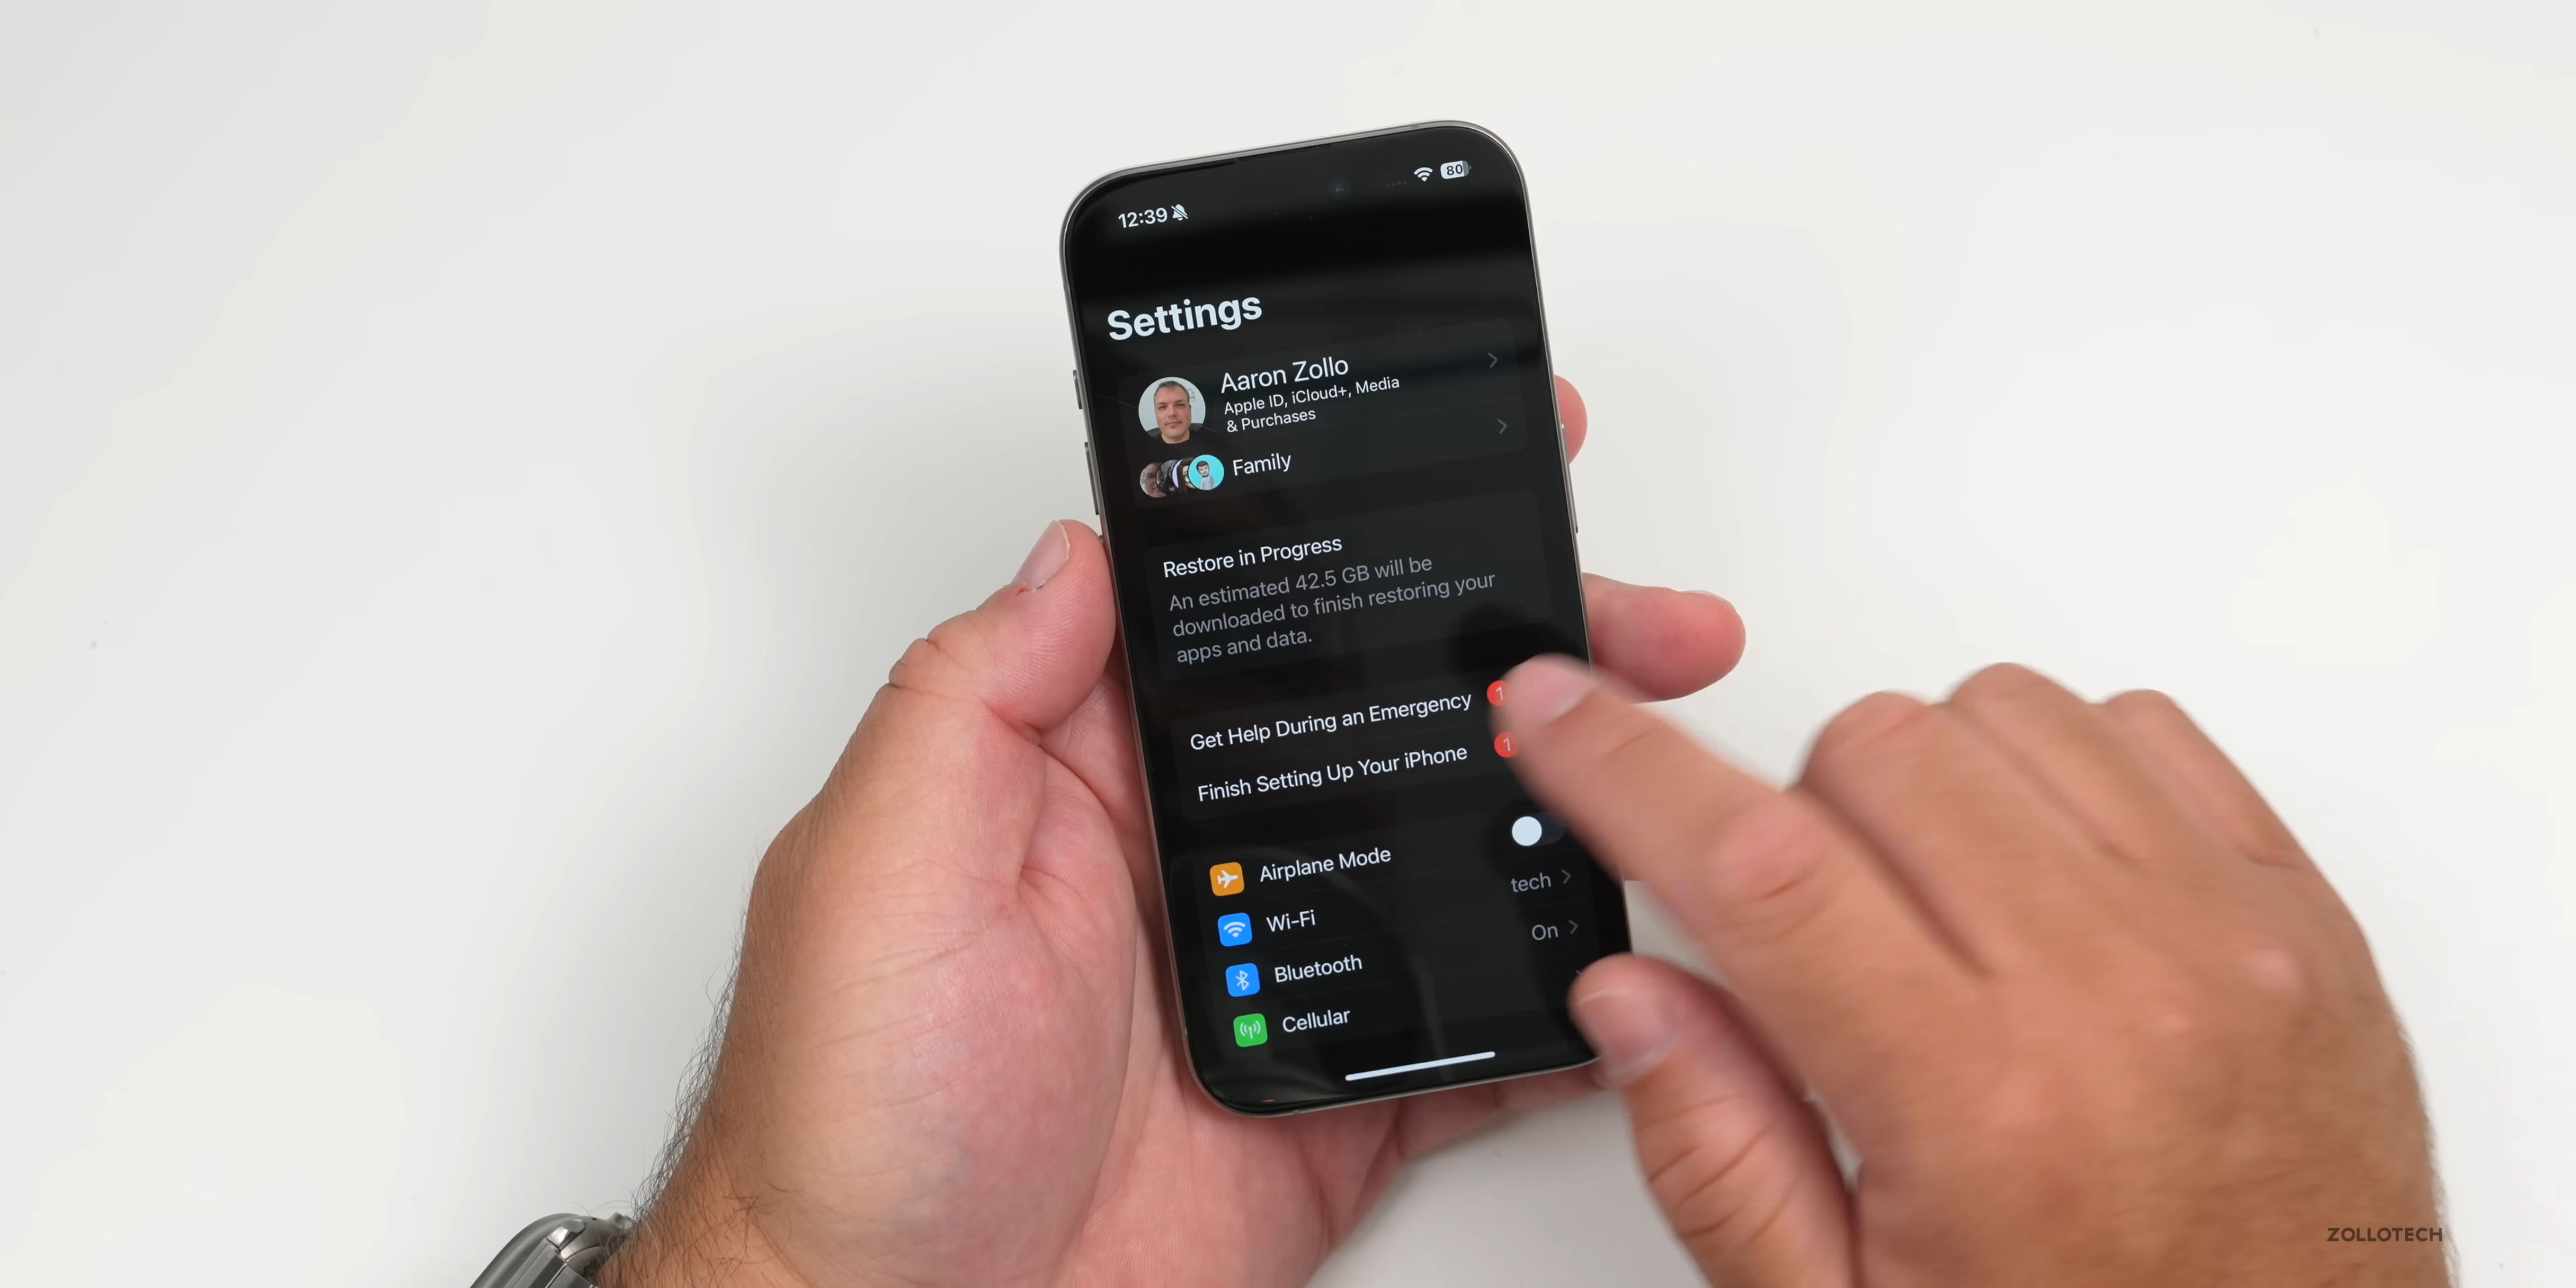 12:39
80
Settings
Aaron Zollo
Apple ID, iCloud+, Media
& Purchases
Family
Restore in Progress
An estimated 42.5 GB will be
downloaded to finish restoring your
apps and data.
Get Help During an Emergency 1
Finish Setting Up Your iPhone 1
Airplane Mode
Wi-Fi tech
Bluetooth On
Cellular
ZOLLOTECH